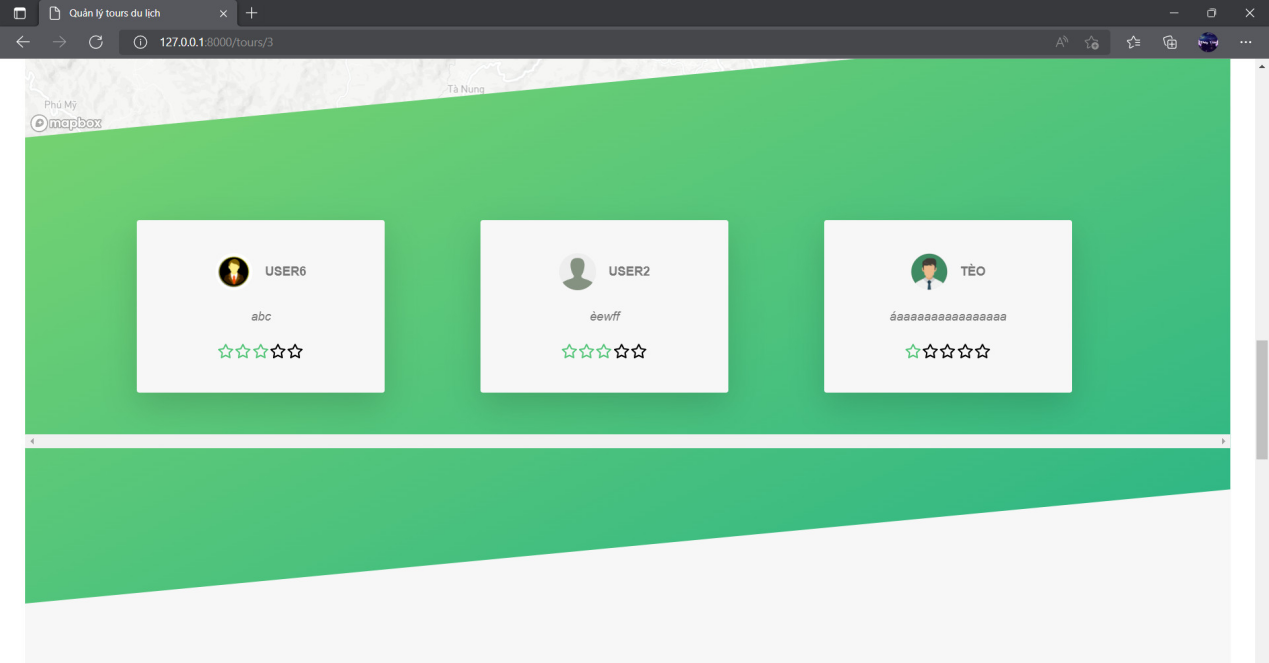 Quản lý tours du lịch
127.0.0.1:8000/tours/3
Tà Nung
Phú Mỹ
mapbox
USER6
abc
USER2
èewff
TÈO
áaaaaaaaaaaaaaaaa